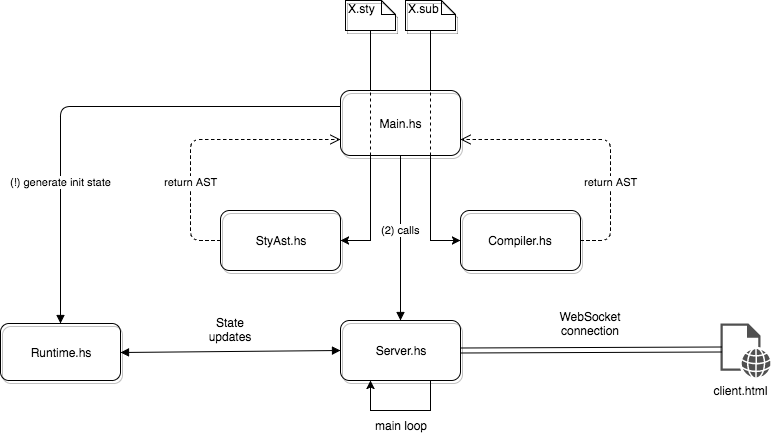 X.sty
X.sub
Main.hs
(!) generate init state
return AST
return AST
StyAst.hs
(2) calls
Compiler.hs
State
updates
WebSocket
connection
Runtime.hs
Server.hs
client.html
main loop